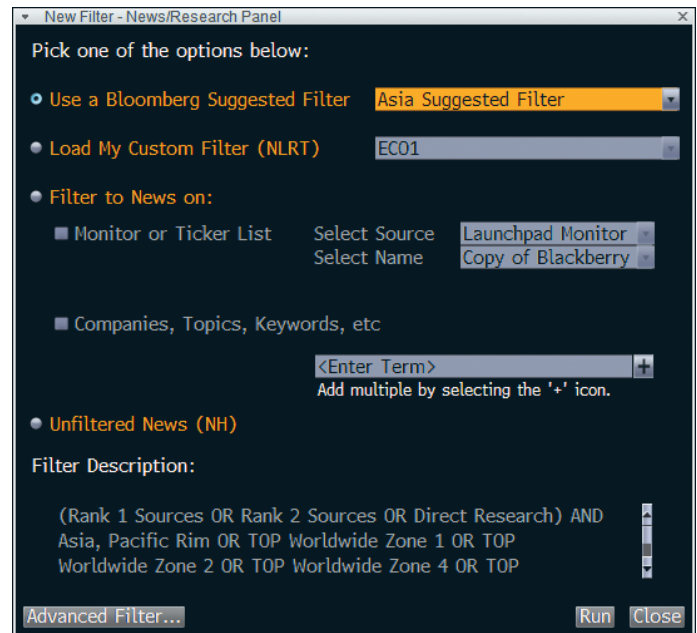 New Filter - News/Research Panel
Pick one of the options below:
Use a Bloomberg Suggested Filter Asia Suggested Filter
Load My Custom Filter (NLRT) ECO1
Filter to News on:
Monitor or Ticker List Select Source Launchpad Monitor
Select Name Copy of Blackberry
Companies, Topics, Keywords, etc
<Enter Term> +
Add multiple by selecting the '+' icon.
Unfiltered News (NH)
Filter Description:
(Rank 1 Sources OR Rank 2 Sources OR Direct Research) AND
Asia, Pacific Rim OR TOP Worldwide Zone 1 OR TOP
Worldwide Zone 2 OR TOP Worldwide Zone 4 OR TOP
Advanced Filter... Run Close